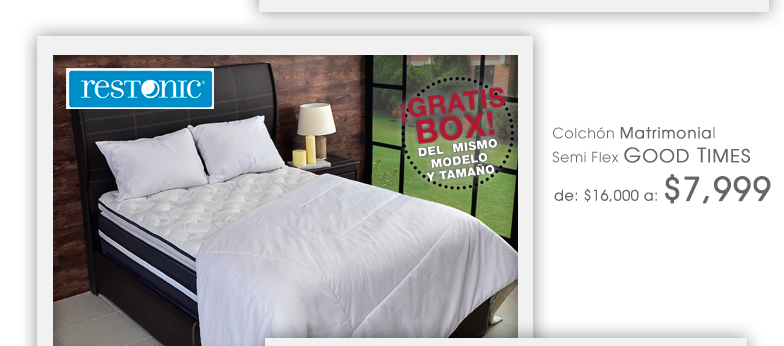 restonic
¡GRATIS
BOX!
DEL MISMO
MODELO
Y TAMAÑO
Colchón Matrimonial
Semi Flex GOOD TIMES
de: $16,000 a: $7,999